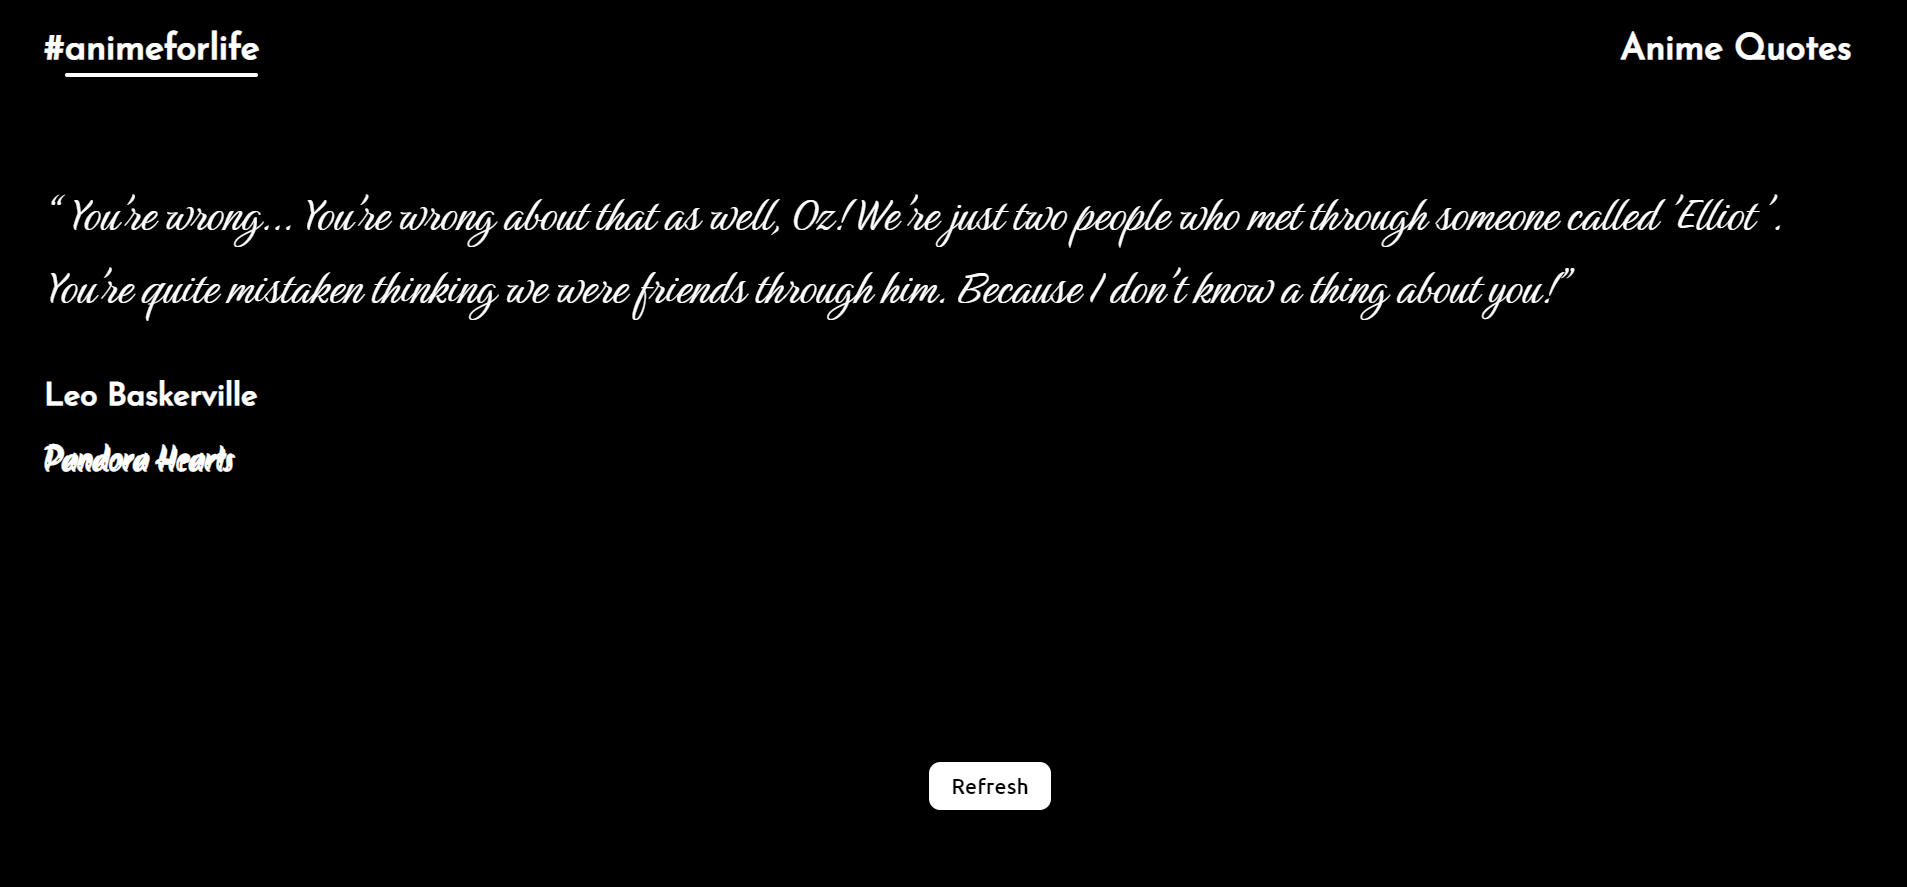 #animeforlife
Anime Quotes
“ You're wrong... You're wrong about that as well, Oz! We're just two people who met through someone called 'Elliot '.
You're quite mistaken thinking we were friends through him. Because I don't know a thing about you!”
Leo Baskerville
Pandora Hearts
Refresh